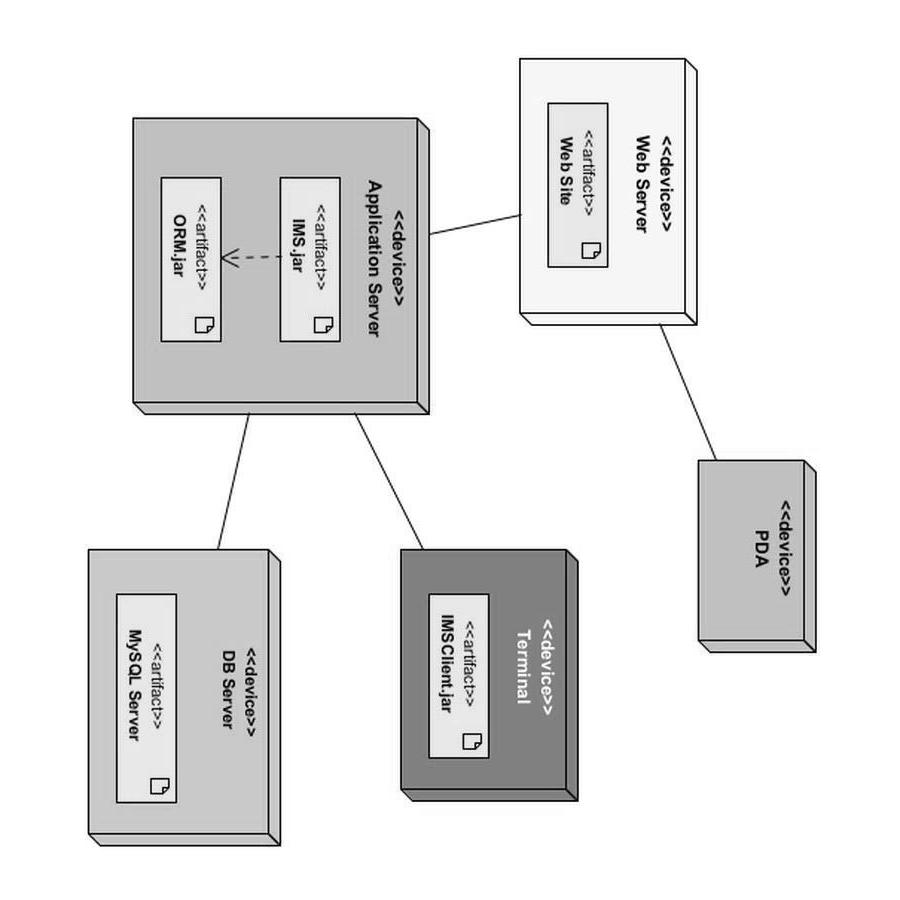 <<device>>
Web Server
<<artifact>>
Web Site
<<device>>
PDA
<<device>>
Application Server
<<artifact>>
IMS.jar
<<artifact>>
ORM.jar
<<device>>
Terminal
<<artifact>>
IMSClient.jar
<<device>>
DB Server
<<artifact>>
MySQL Server